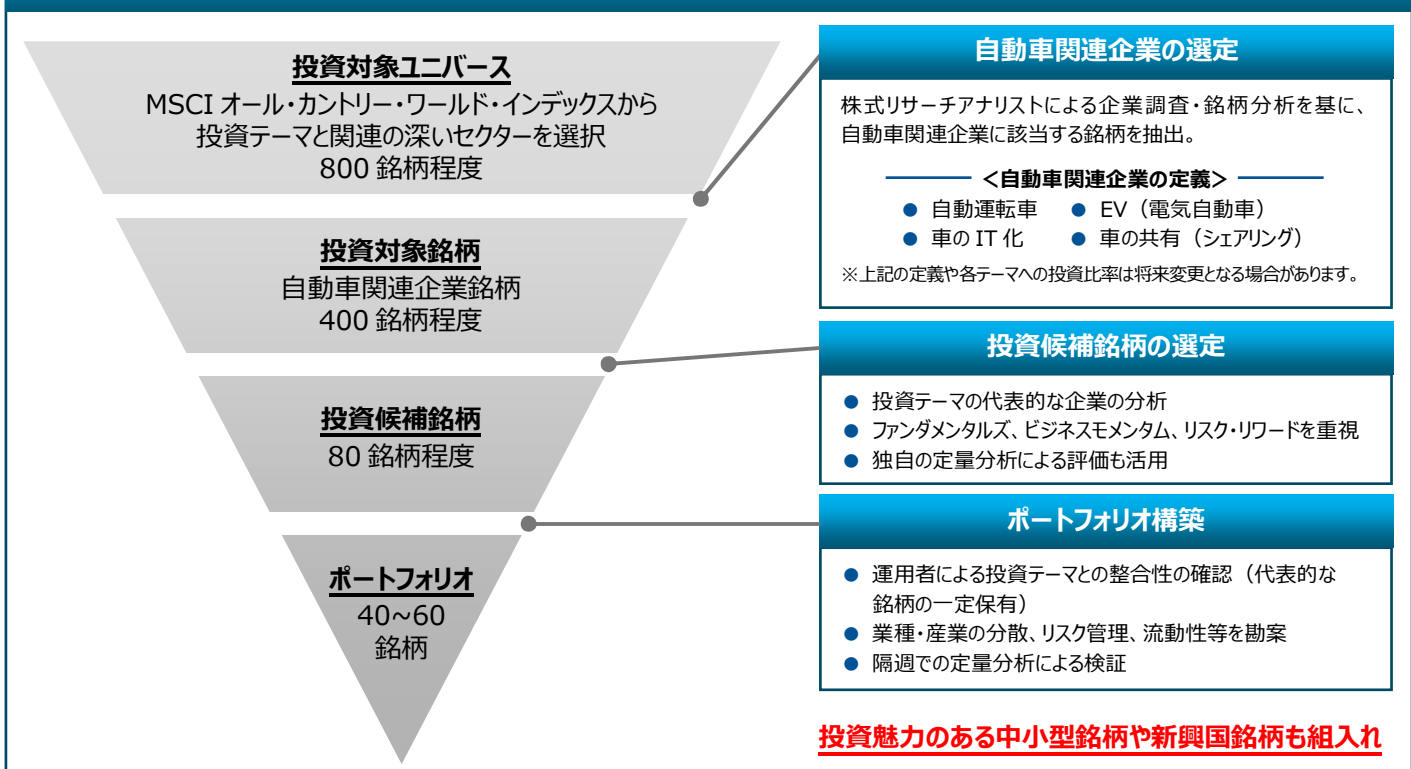 投資対象ユニバース
MSCI オール・カントリー・ワールド・インデックスから
投資テーマと関連の深いセクターを選択
800 銘柄程度
投資対象銘柄
自動車関連企業銘柄
400 銘柄程度
投資候補銘柄
80 銘柄程度
ポートフォリオ
40~60
銘柄
自動車関連企業の選定
株式リサーチアナリストによる企業調査・銘柄分析を基に、
自動車関連企業に該当する銘柄を抽出。
<自動車関連企業の定義>
● 自動運転車 ● EV（電気自動車）
● 車の IT 化 ● 車の共有（シェアリング）
※上記の定義や各テーマへの投資比率は将来変更となる場合があります。
投資候補銘柄の選定
● 投資テーマの代表的な企業の分析
● ファンダメンタルズ、ビジネスモメンタム、リスク・リワードを重視
● 独自の定量分析による評価も活用
ポートフォリオ構築
● 運用者による投資テーマとの整合性の確認（代表的な
銘柄の一定保有）
● 業種・産業の分散、リスク管理、流動性等を勘案
● 隔週での定量分析による検証
投資魅力のある中小型銘柄や新興国銘柄も組入れ